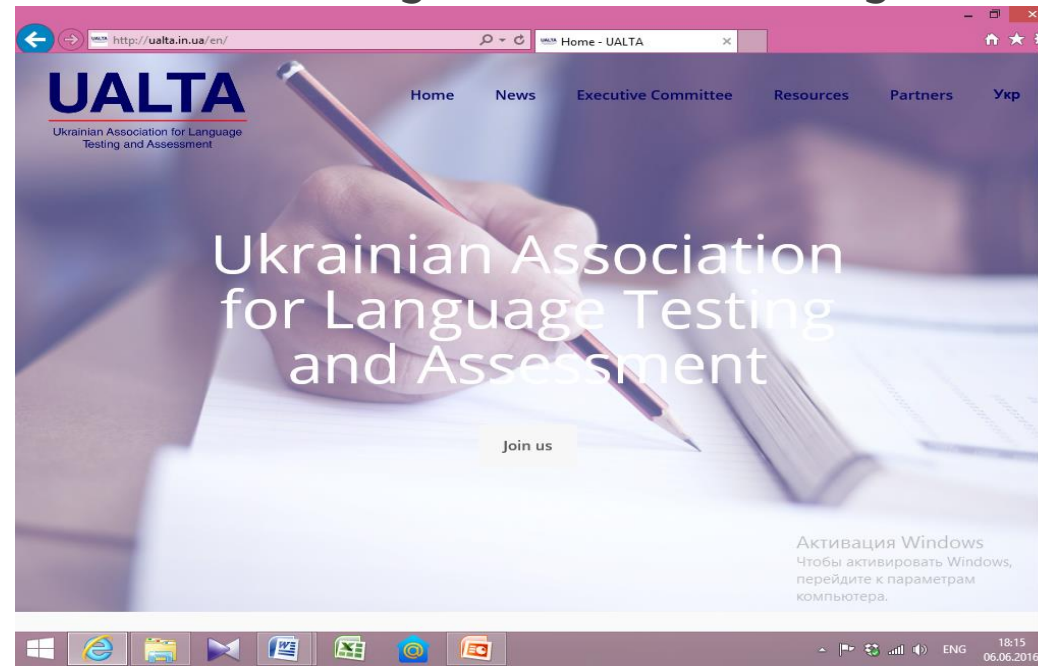 http://ualta.in.ua/en/
Home - UALTA
UALTA
Ukrainian Association for Language
Testing and Assessment
Home News Executive Committee Resources Partners Укр
Ukrainian Association
for Language Testing
and Assessment
Join us
Активация Windows
Чтобы активировать Windows,
перейдите к параметрам
компьютера.
ENG
18:15
06.06.2016